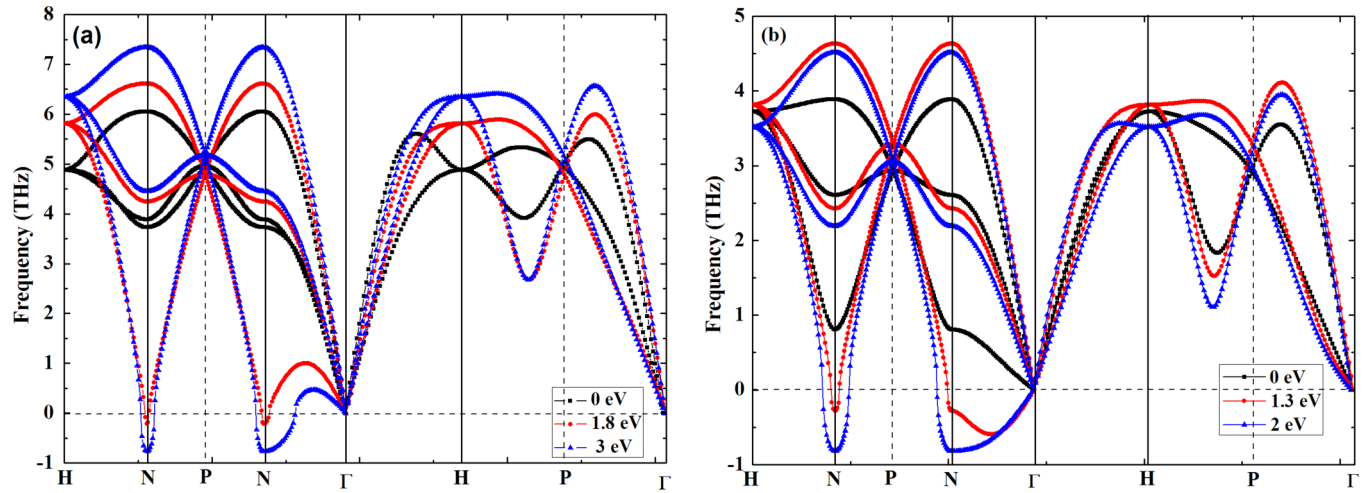 (a)
Frequency (THz)
8
7
6
5
4
3
2
1
0
-1
H N P N Γ H P Γ
0 eV
1.8 eV
3 eV
(b)
Frequency (THz)
5
4
3
2
1
0
-1
H N P N Γ H P Γ
0 eV
1.3 eV
2 eV